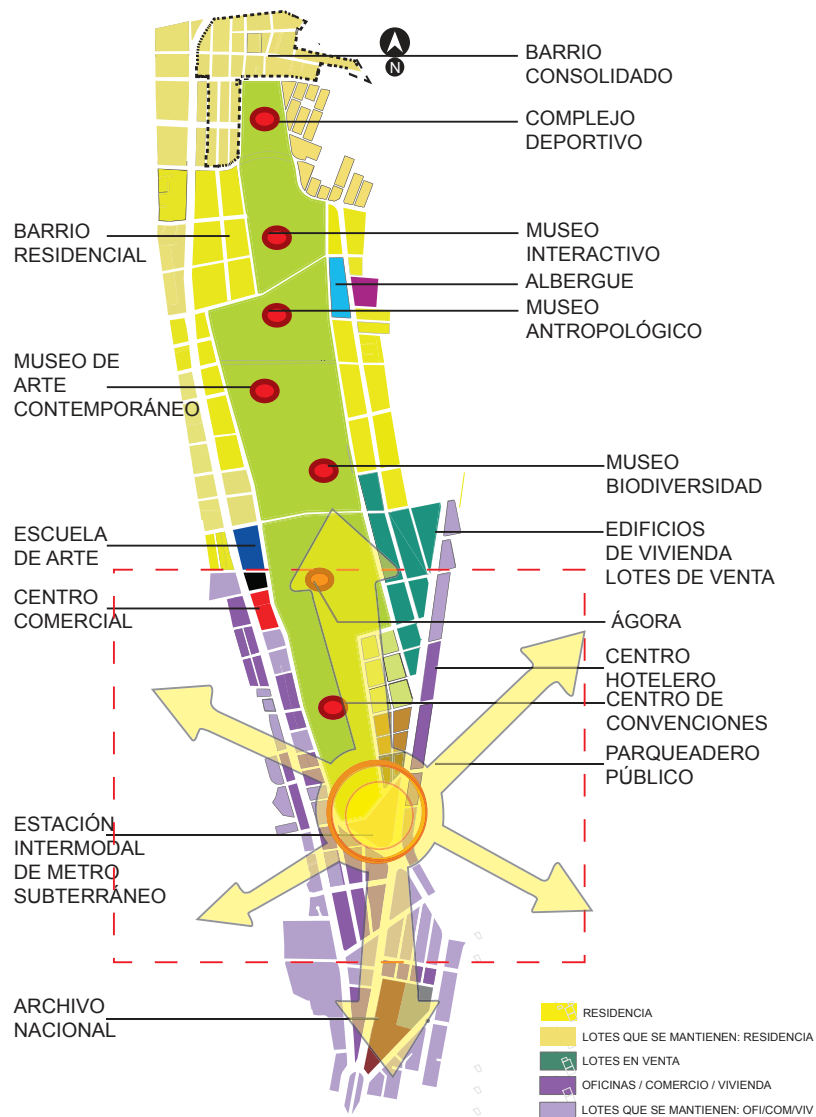 N
BARRIO
CONSOLIDADO
COMPLEJO
DEPORTIVO
BARRIO
RESIDENCIAL
MUSEO
INTERACTIVO
ALBERGUE
MUSEO
ANTROPOLÓGICO
MUSEO DE
ARTE
CONTEMPORÁNEO
MUSEO
BIODIVERSIDAD
ESCUELA
DE ARTE
EDIFICIOS
DE VIVIENDA
LOTES DE VENTA
CENTRO
COMERCIAL
ÁGORA
CENTRO
HOTELERO
CENTRO DE
CONVENCIONES
PARQUEADERO
PÚBLICO
ESTACIÓN
INTERMODAL
DE METRO
SUBTERRÁNEO
ARCHIVO
NACIONAL
RESIDENCIA
LOTES QUE SE MANTIENEN: RESIDENCIA
LOTES EN VENTA
OFICINAS / COMERCIO / VIVIENDA
LOTES QUE SE MANTIENEN: OFI/COM/VIV